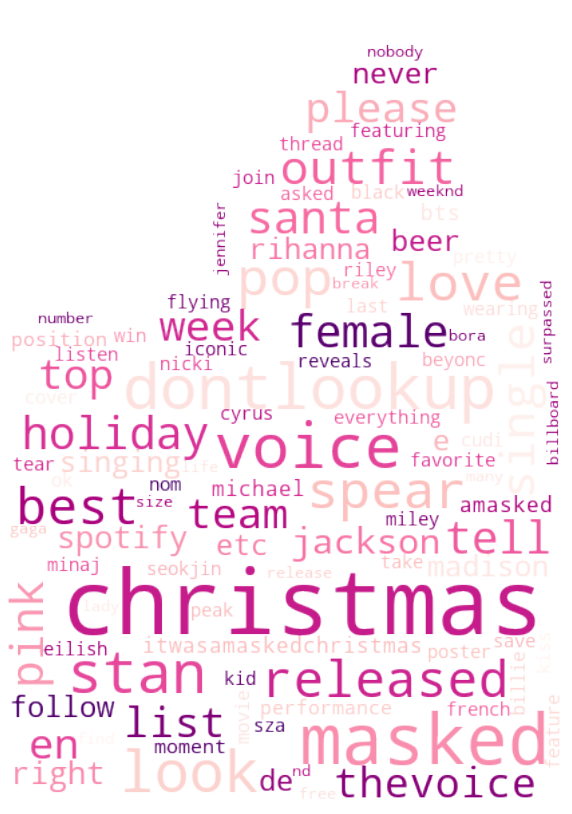 nobody
never
please
featuring
thread
outfit
join
asked
black
weeknd
santa
bts
jennifer
rihanna
beer
pretty
pop
riley
love
break
flying
last
wearing
surpassed
number
week
female
bora
position
win
iconic
reveals
beyonc
listen
top
nicki
dontlookup
single
cover
billboard
cyrus
everything
holiday
voice
e
cudi
tear
singing
life
favorite
ok
nom
michael
spear
many
best
size
team
miley
amasked
gaga
spotify
etc
jackson
tell
minaj
seokjin
release
take
madison
christmas
lady
peak
pink
eilish
itwasamaskedchristmas
poster
save
kiss
stan
kid
released
billie
follow
list
movie
performance
french
feature
sza
en
moment
masked
right
rind
look
de
nd
free
thevoice